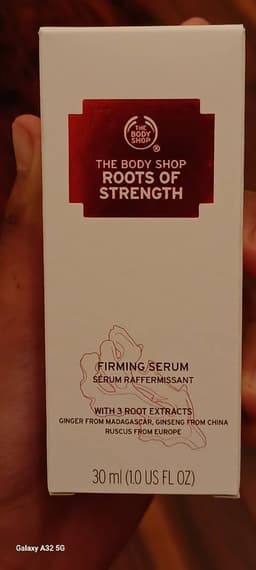 THE
BODY
SHOP
®
THE BODY SHOP
ROOTS OF
STRENGTH
FIRMING SERUM
SÉRUM RAFFERMISSANT
WITH 3 ROOT EXTRACTS
GINGER FROM MADAGASCAR, GINSENG FROM CHINA
RUSCUS FROM EUROPE
30 ml (1.0 US FL OZ)
Galaxy A32 5G